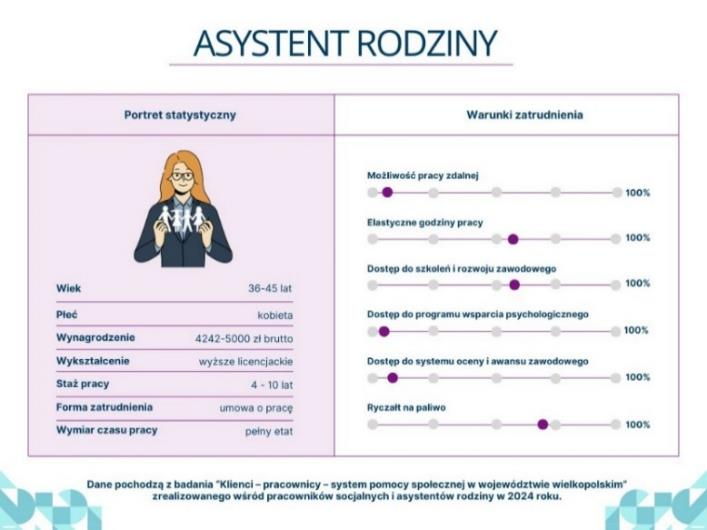 ASYSTENT RODZINY
Portret statystyczny
Wiek 36-45 lat
Płeć kobieta
Wynagrodzenie 4242-5000 zł brutto
Wykształcenie wyższe licencjackie
Staż pracy 4 - 10 lat
Forma zatrudnienia umowa o pracę
Wymiar czasu pracy pełny etat
Warunki zatrudnienia
Możliwość pracy zdalnej
100%
Elastyczne godziny pracy
100%
Dostęp do szkoleń i rozwoju zawodowego
100%
Dostęp do programu wsparcia psychologicznego
100%
Dostęp do systemu oceny i awansu zawodowego
100%
Ryczałt na paliwo
100%
Dane pochodzą z badania "Klienci – pracownicy – system pomocy społecznej w województwie wielkopolskim"
zrealizowanego wśród pracowników socjalnych i asystentów rodziny w 2024 roku.